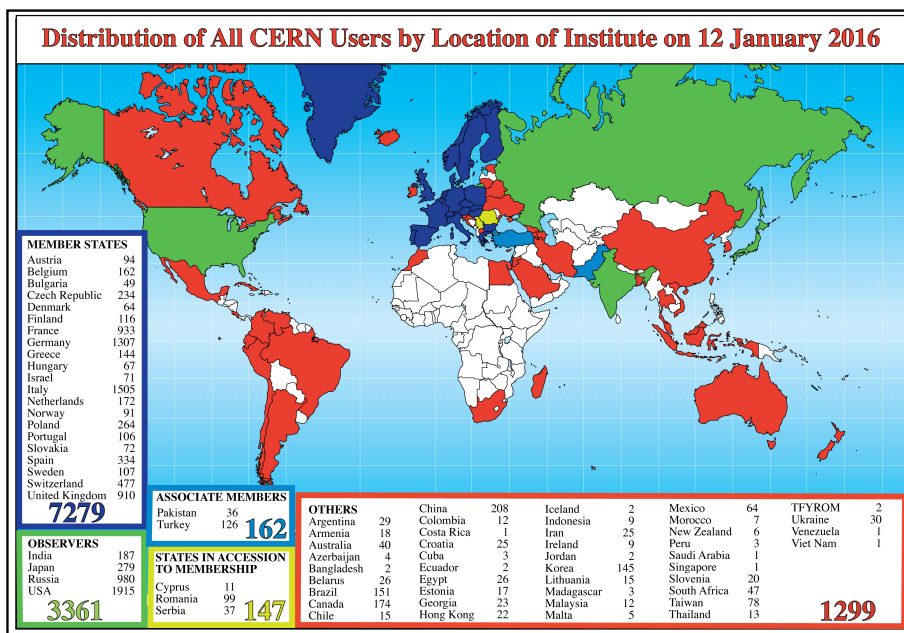 Distribution of All CERN Users by Location of Institute on 12 January 2016
MEMBER STATES
Austria 94
Belgium 162
Bulgaria 49
Czech Republic 234
Denmark 64
Finland 116
France 933
Germany 1307
Greece 144
Hungary 67
Israel 71
Italy 1505
Netherlands 172
Norway 91
Poland 264
Portugal 106
Slovakia 72
Spain 334
Sweden 107
Switzerland 477
United Kingdom 910
7279
OBSERVERS
India 187
Japan 279
Russia 980
USA 1915
3361
ASSOCIATE MEMBERS
Pakistan 36
Turkey 126
162
STATES IN ACCESSION
TO MEMBERSHIP
Cyprus 11
Romania 99
Serbia 37
147
OTHERS
Argentina 29
Armenia 18
Australia 40
Azerbaijan 4
Bangladesh 2
Belarus 26
Brazil 151
Canada 174
Chile 15
China 208
Colombia 12
Costa Rica 1
Croatia 25
Cuba 3
Ecuador 2
Egypt 26
Estonia 17
Georgia 23
Hong Kong 22
Iceland 2
Indonesia 9
Iran 25
Ireland 9
Jordan 2
Korea 145
Lithuania 15
Madagascar 3
Malaysia 12
Malta 5
Mexico 64
Morocco 7
New Zealand 6
Peru 3
Saudi Arabia 1
Singapore 1
Slovenia 20
South Africa 47
Taiwan 78
Thailand 13
TFYROM 2
Ukraine 30
Venezuela 1
Viet Nam 1
1299